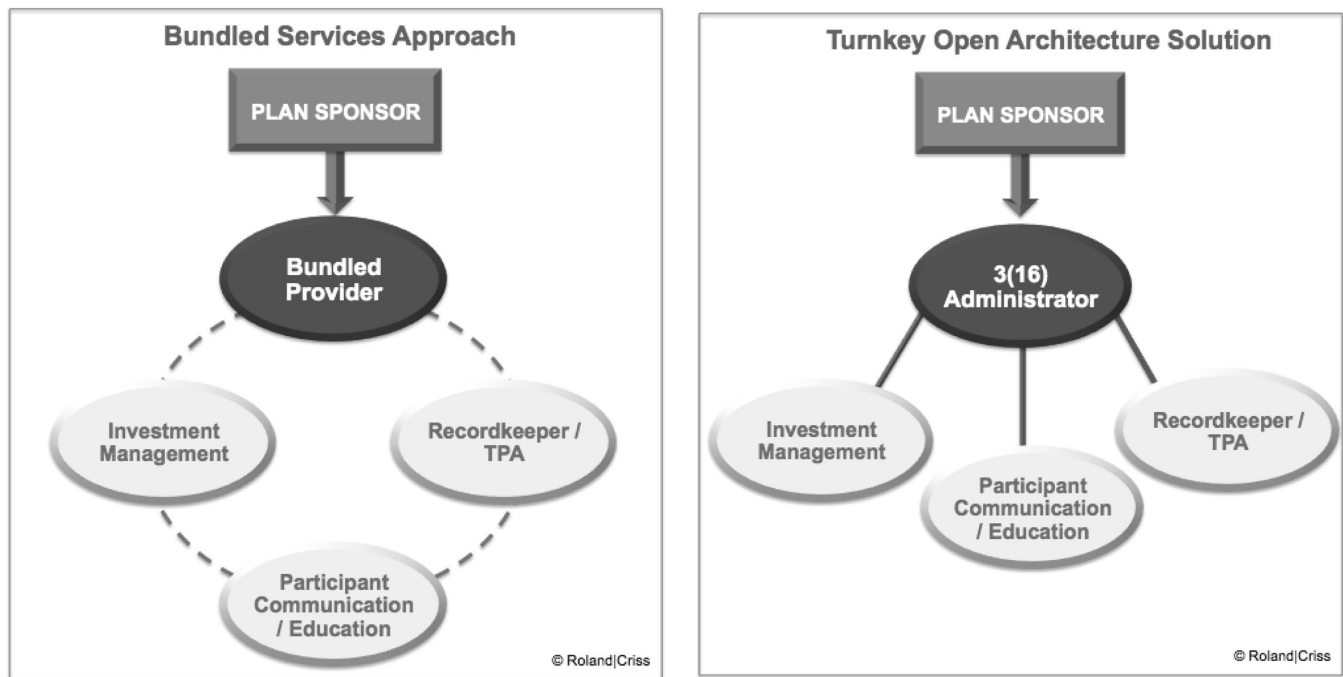 Bundled Services Approach
PLAN SPONSOR
Bundled
Provider
Investment
Management
Recordkeeper /
TPA
Participant
Communication
/ Education
© Roland|Criss
Turnkey Open Architecture Solution
PLAN SPONSOR
3(16)
Administrator
Investment
Management
Recordkeeper /
TPA
Participant
Communication
/ Education
© Roland|Criss